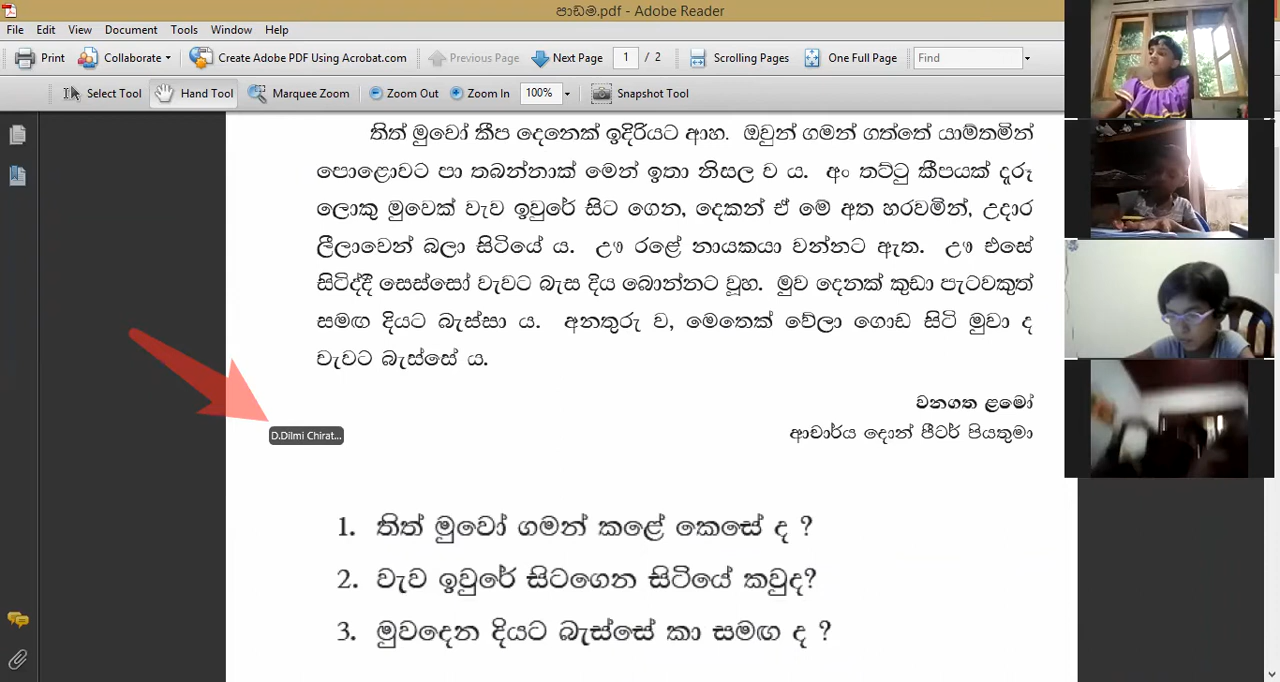 පාඩම.pdf - Adobe Reader
File Edit View Document Tools Window Help
Print Collaborate Create Adobe PDF Using Acrobat.com Previous Page Next Page 1 / 2 Scrolling Pages One Full Page Find
Select Tool Hand Tool Marquee Zoom Zoom Out Zoom In 100% Snapshot Tool
තිත් මුවෝ කීප දෙනෙක් ඉදිරියට ආහ. ඔවුන් ගමන් ගත්තේ යාම්තමින්
පොළොවට පා තබන්නාක් මෙන් ඉතා නිසල ව ය. අං තට්ටු කීපයක් දැරූ
ලොකු මුවෙක් වැව ඉවුරේ සිට ගෙන, දෙකන් ඒ මේ අත හරවමින්, උදාර
ලීලාවෙන් බලා සිටියේ ය. ඌ රළේ නායකයා වන්නට ඇත. ඌ එසේ
සිටිද්දී සෙස්සෝ වැවට බැස දිය බොන්නට වූහ. මුව දෙනක් කුඩා පැටවකුත්
සමඟ දියට බැස්සා ය. අනතුරු ව, මෙතෙක් වේලා ගොඩ සිටි මුවා ද
වැවට බැස්සේ ය.
වනගත ළමෝ
ආචාර්ය දොන් පීටර් පියතුමා
D.Dilmi Chirat...
1. තිත් මුවෝ ගමන් කළේ කෙසේ ද ?
2. වැව ඉවුරේ සිටගෙන සිටියේ කවුද?
3. මුවදෙන දියට බැස්සේ කා සමඟ ද ?